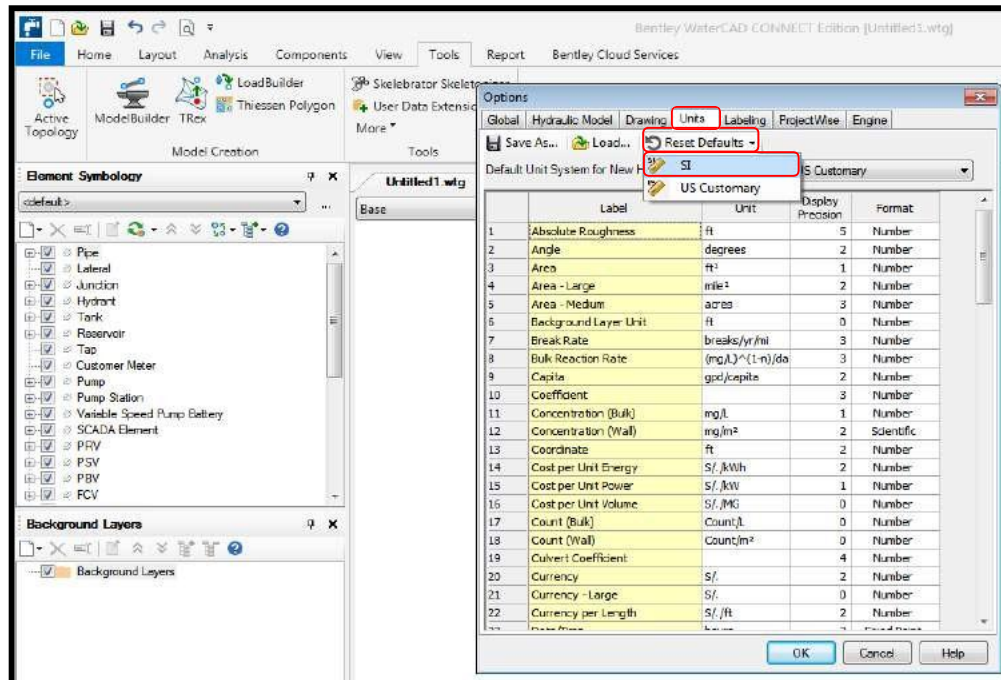 Bentley WaterCAD CONNECT Edition [Untitled1.wtg]
File Home Layout Analysis Components View Tools Report Bentley Cloud Services
Active Topology
ModelBuilder
TRex
LoadBuilder
Thiessen Polygon
Model Creation
Skelebrator
User Data
More
Tools
Element Symbology
<default>
...
Pipe
Lateral
Junction
Hydrant
Tank
Reservoir
Tap
Customer Meter
Pump
Pump Station
Variable Speed Pump Battery
SCADA Element
PRV
PSV
PBV
FCV
Background Layers
Background Layers
Untitled1.wtg
Base
Options
Global Hydraulic Model Drawing Units Labeling ProjectWise Engine
Save As... Load... Reset Defaults
SI
US Customary
Default Unit System for New
US Customary
Label Unit Display Precision Format
1 Absolute Roughness ft 5 Number
2 Angle degrees 2 Number
3 Area ft² 1 Number
4 Area - Large mile² 2 Number
5 Area - Medium acres 3 Number
6 Background Layer Unit ft 0 Number
7 Break Rate breaks/yr/mi 3 Number
8 Bulk Reaction Rate (mg/L)^(1-n)/da 3 Number
9 Capita gpd/capita 2 Number
10 Coefficient 3 Number
11 Concentration (Bulk) mg/L 1 Number
12 Concentration (Wall) mg/m² 2 Scientific
13 Coordinate ft 2 Number
14 Cost per Unit Energy S/./kWh 2 Number
15 Cost per Unit Power S/./kW 1 Number
16 Cost per Unit Volume S/./MG 0 Number
17 Count (Bulk) Count/L 0 Number
18 Count (Wall) Count/m² 0 Number
19 Culvert Coefficient 4 Number
20 Currency S/. 2 Number
21 Currency - Large S/. 0 Number
22 Currency per Length S/./ft 2 Number
OK Cancel Help